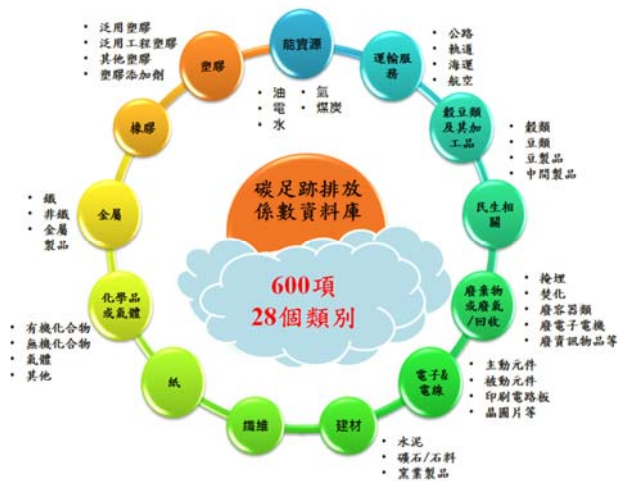 能資源
• 油
• 電
• 水
• 氫
• 煤炭
運輸服
務
• 公路
• 軌道
• 海運
• 航空
穀豆類
及其加
工品
• 穀類
• 豆類
• 豆製品
• 中間製品
民生相
關
廢棄物
或廢氣
/回收
• 掩埋
• 焚化
• 廢容器類
• 廢電子電機
• 廢資訊物品等
電子&
電線
• 主動元件
• 被動元件
• 印刷電路板
• 晶圓片等
建材
• 水泥
• 礦石/石料
• 窯業製品
纖維
紙
化學品
或氣體
• 有機化合物
• 無機化合物
• 氣體
• 其他
金屬
• 鐵
• 非鐵
• 金屬
製品
橡膠
塑膠
• 泛用塑膠
• 泛用工程塑膠
• 其他塑膠
• 塑膠添加劑
碳足跡排放
係數資料庫
600項
28個類別